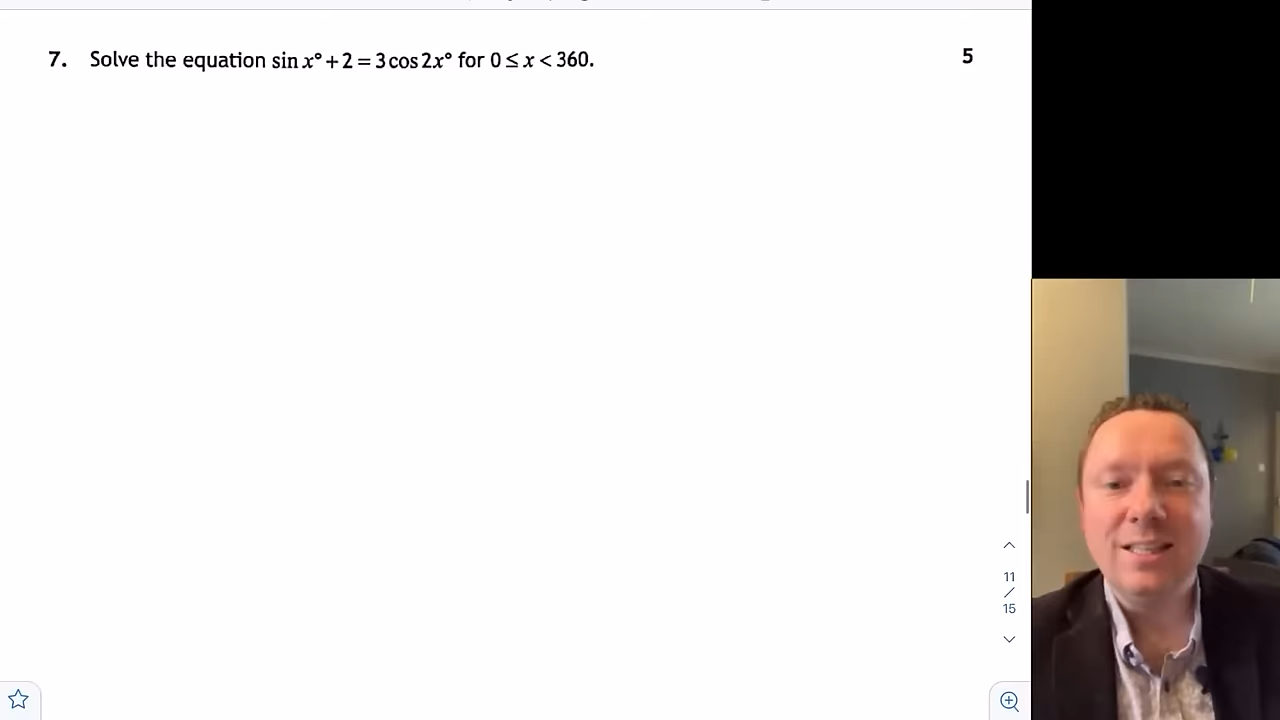 7. Solve the equation sin x° + 2 = 3 cos 2x° for 0 ≤ x < 360. 5
11
/
15